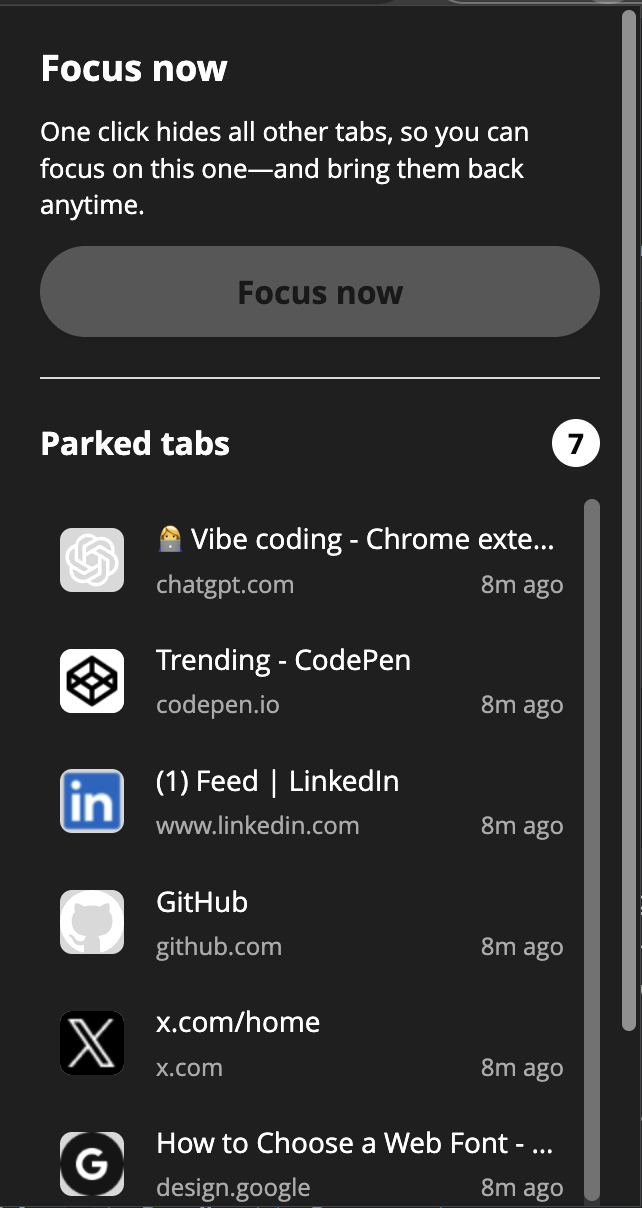 Focus now
One click hides all other tabs, so you can
focus on this one—and bring them back
anytime.
Focus now
Parked tabs
7
👩‍💻 Vibe coding - Chrome exte...
chatgpt.com
8m ago
Trending - CodePen
codepen.io
8m ago
in
(1) Feed | LinkedIn
www.linkedin.com
8m ago
GitHub
github.com
8m ago
X
x.com/home
x.com
8m ago
G
How to Choose a Web Font - ...
design.google
8m ago